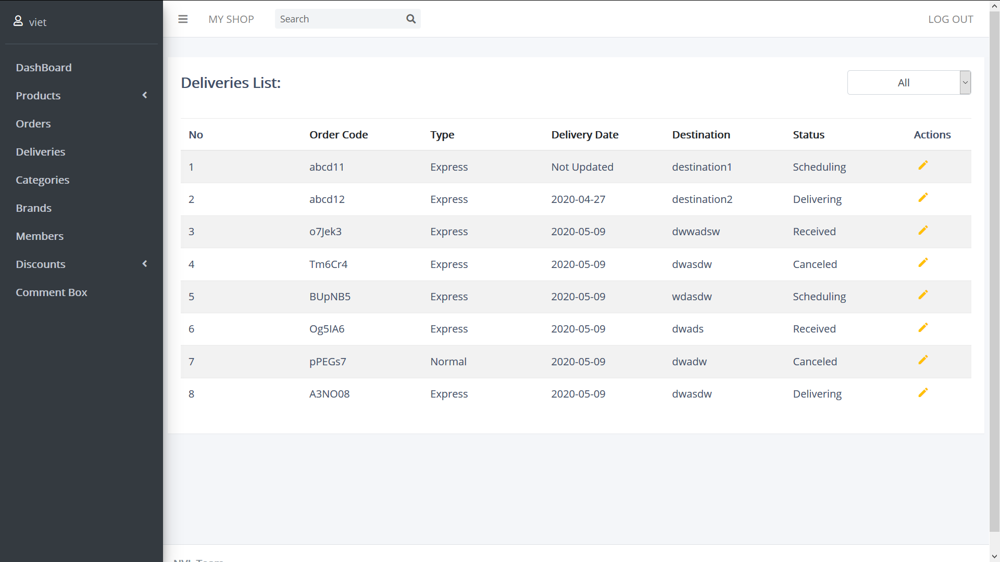 viet
MY SHOP
Search
LOG OUT
DashBoard
Products
Orders
Deliveries
Categories
Brands
Members
Discounts
Comment Box
Deliveries List:
All
No Order Code Type Delivery Date Destination Status Actions
1 abcd11 Express Not Updated destination1 Scheduling
2 abcd12 Express 2020-04-27 destination2 Delivering
3 o7Jek3 Express 2020-05-09 dwwadsw Received
4 Tm6Cr4 Express 2020-05-09 dwasdw Canceled
5 BUpNB5 Express 2020-05-09 wdasdw Scheduling
6 Og5IA6 Express 2020-05-09 dwads Received
7 pPEGs7 Normal 2020-05-09 dwadw Canceled
8 A3NO08 Express 2020-05-09 dwasdw Delivering
Team